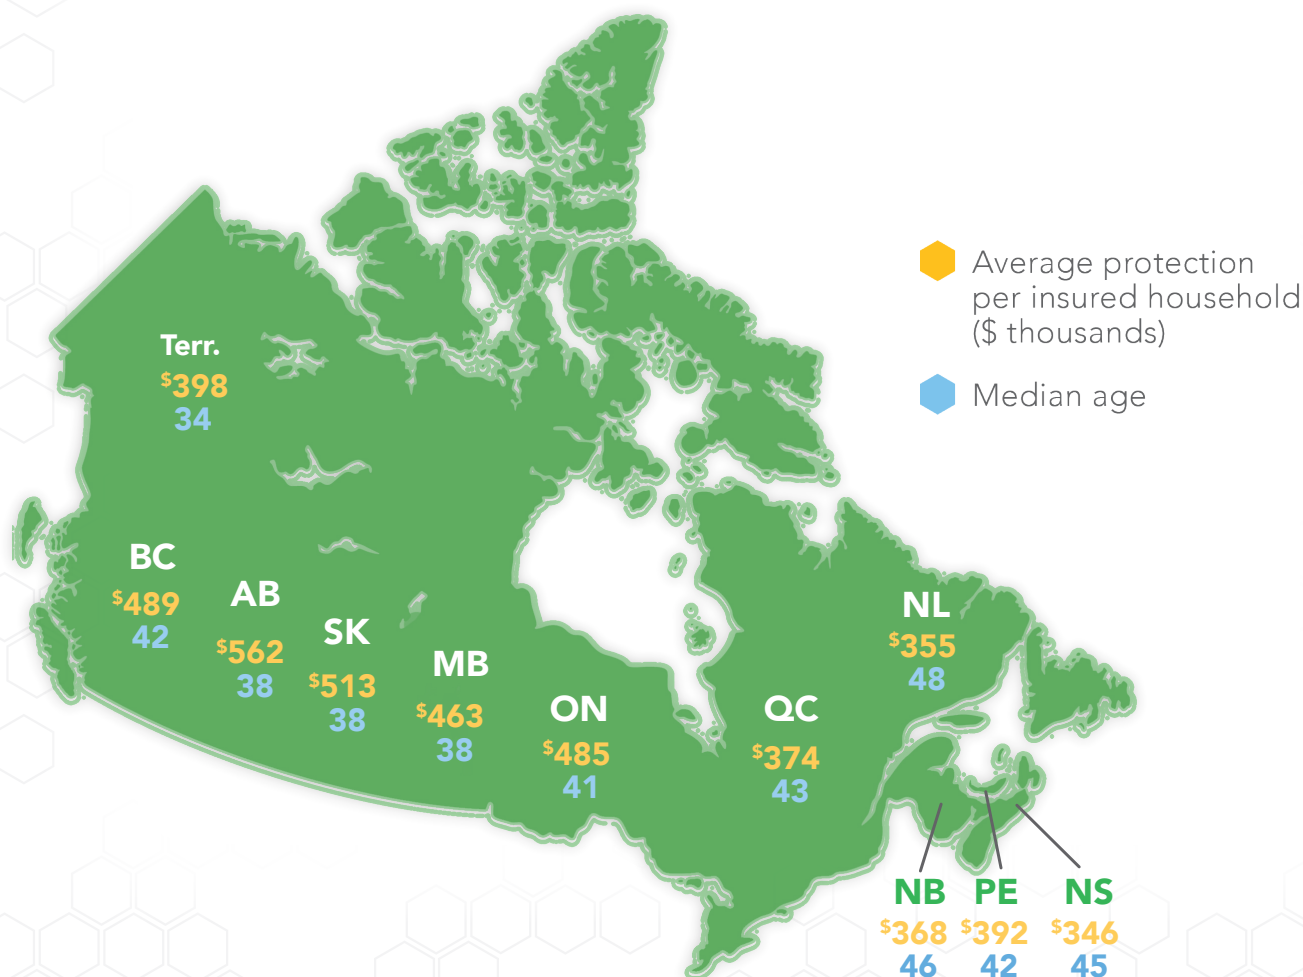 Average protection
per insured household
($ thousands)
Median age
Terr.
$398
34
BC
$489
42
AB
$562
38
SK
$513
38
MB
$463
38
ON
$485
41
QC
$374
43
NL
$355
48
NB PE NS
$368 $392 $346
46 42 45